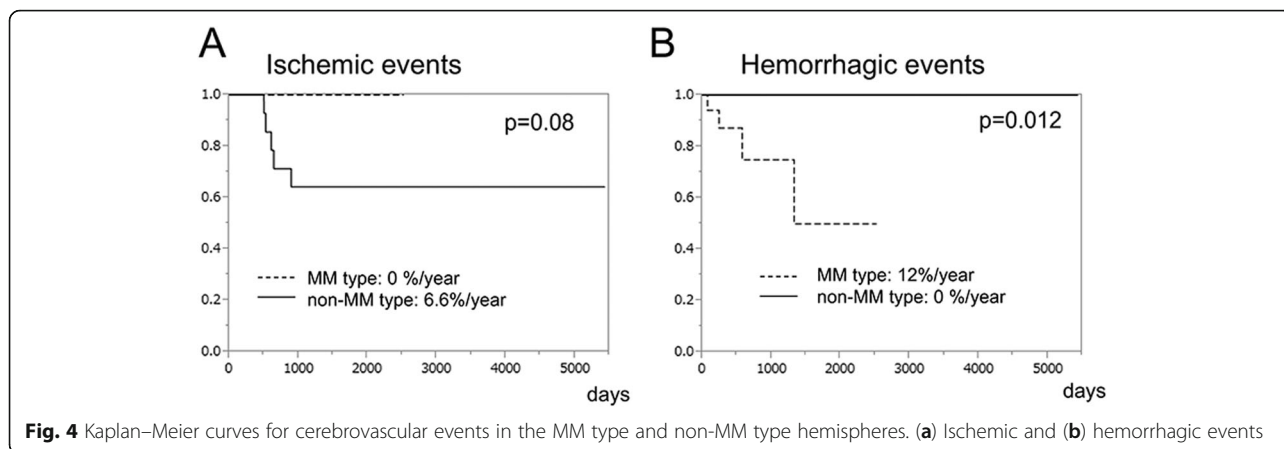 A
Ischemic events
1.0
0.8
0.6
0.4
0.2
0.0
p=0.08
MM type: 0 %/year
non-MM type: 6.6%/year
0 1000 2000 3000 4000 5000
days
B
Hemorrhagic events
1.0
0.8
0.6
0.4
0.2
0.0
p=0.012
MM type: 12%/year
non-MM type: 0 %/year
0 1000 2000 3000 4000 5000
days
Fig. 4 Kaplan–Meier curves for cerebrovascular events in the MM type and non-MM type hemispheres. (a) Ischemic and (b) hemorrhagic events